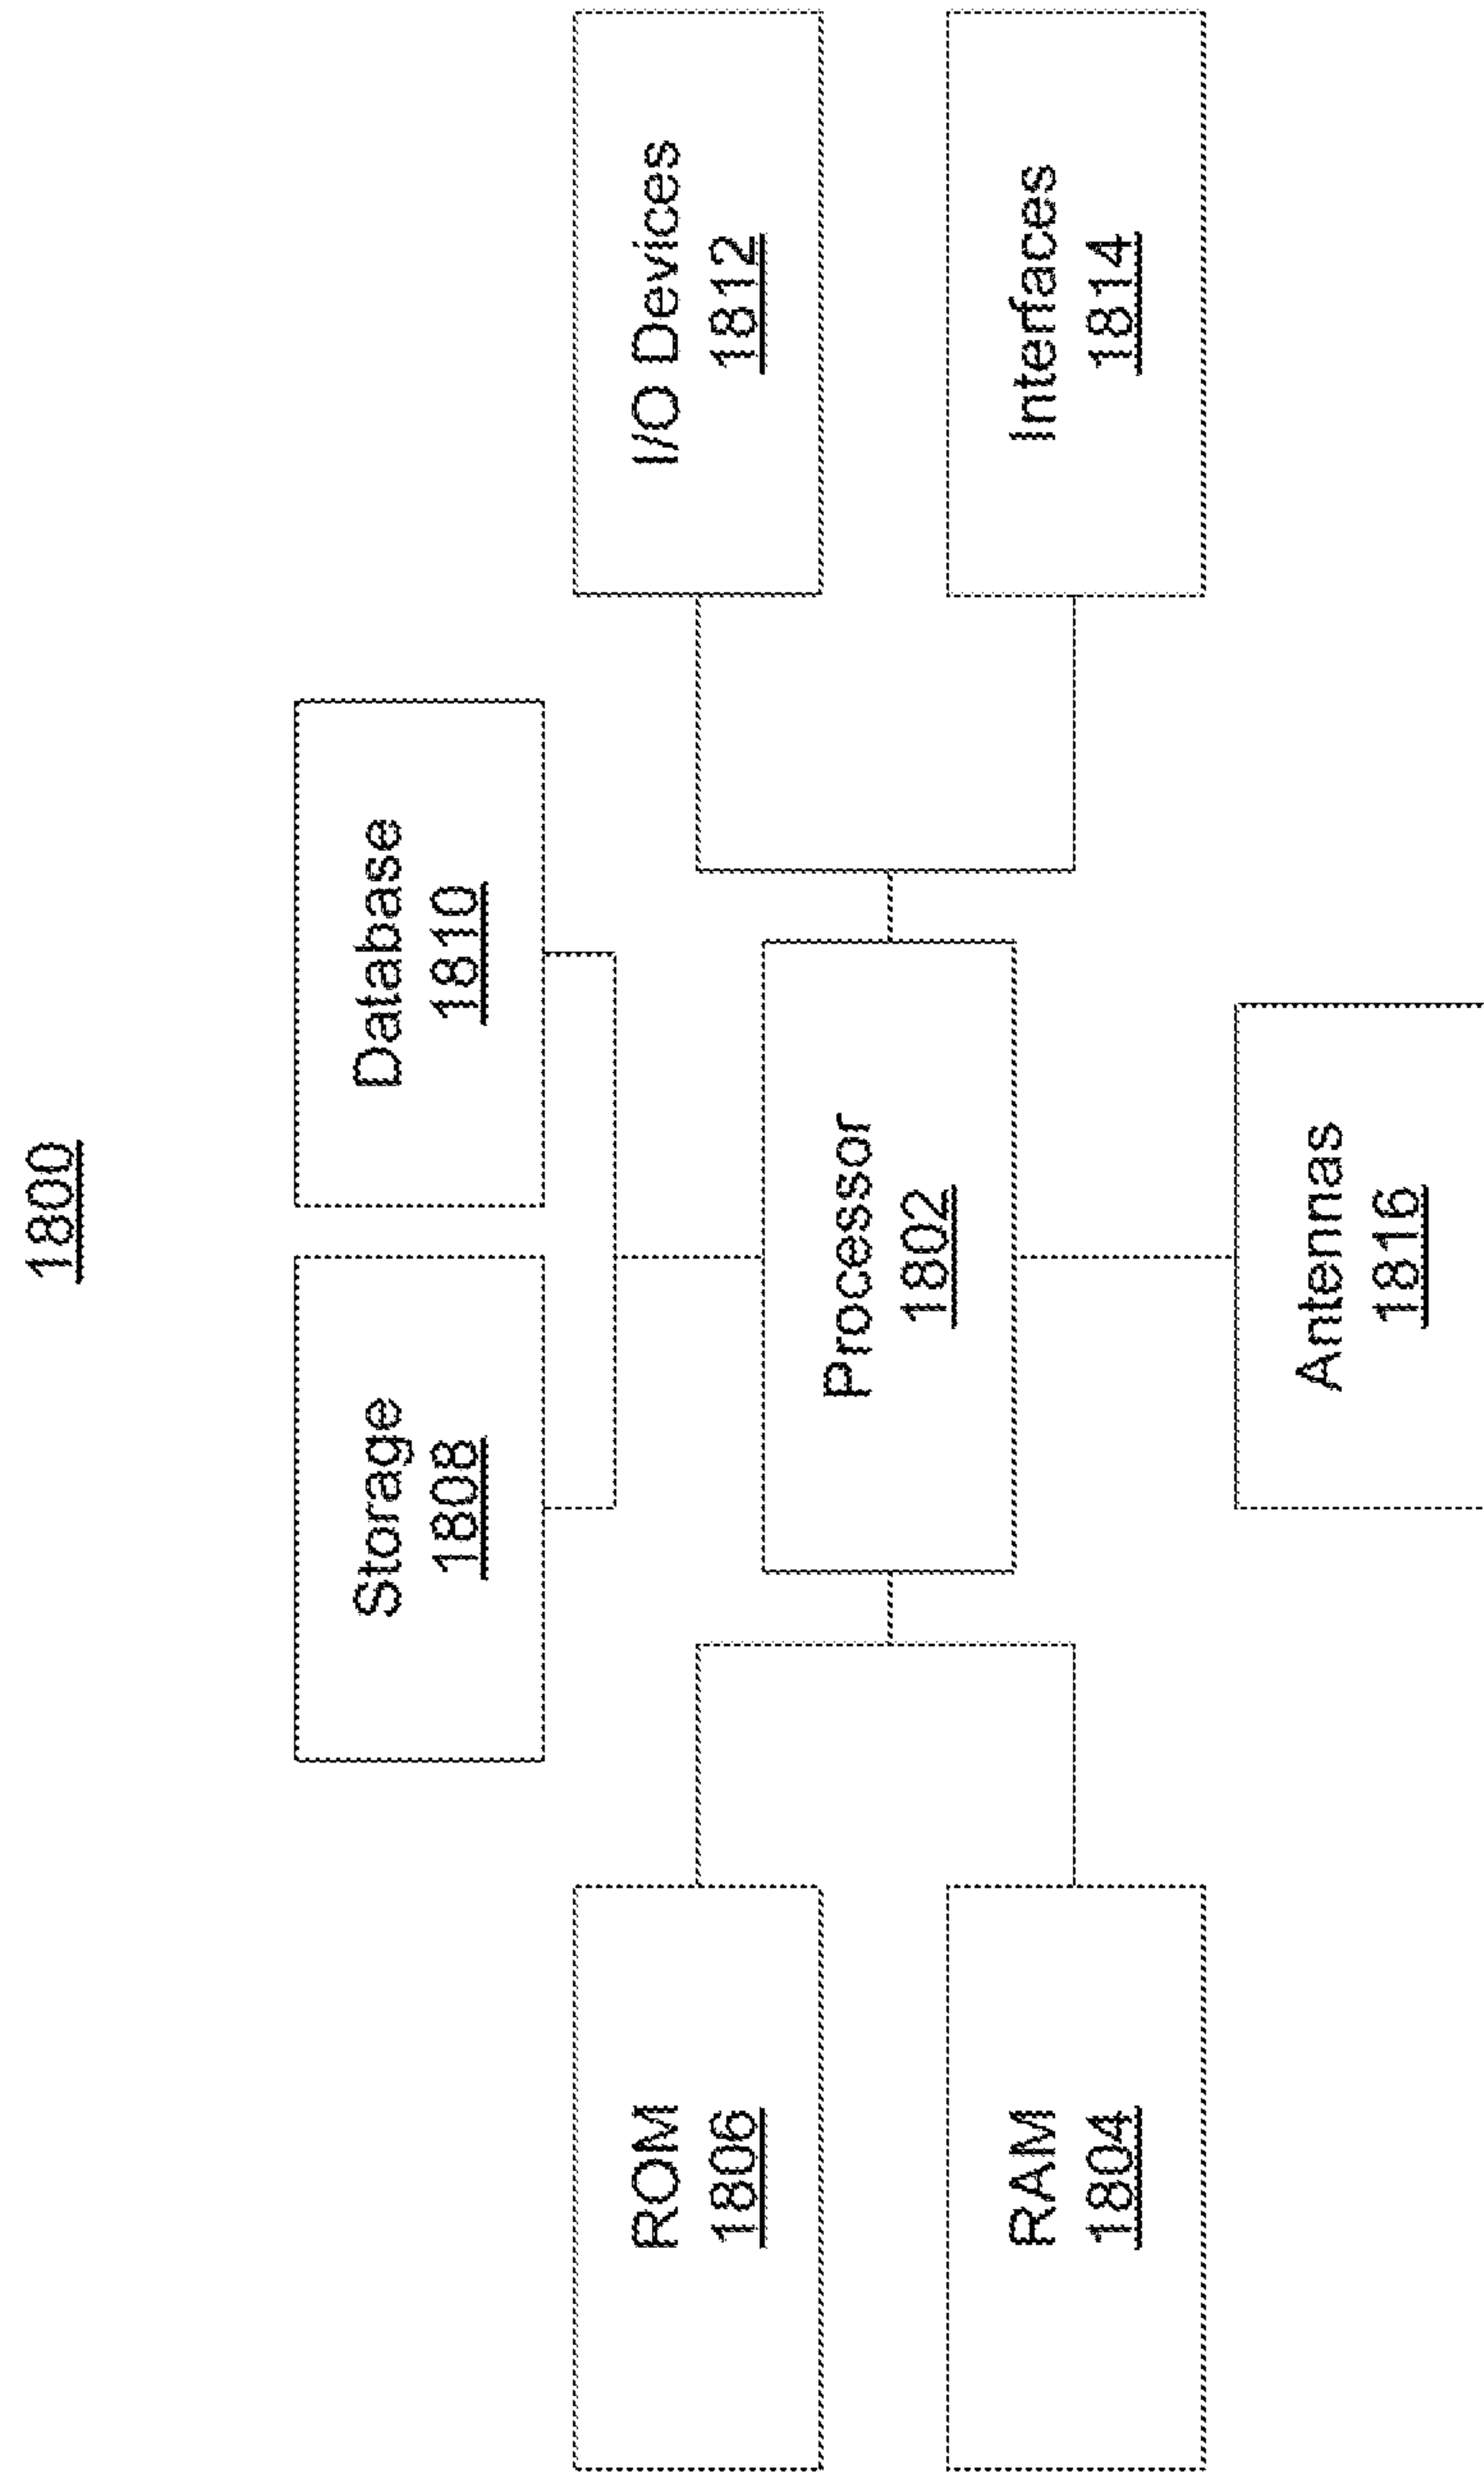 1800
Storage
1808
Database
1810
ROM
1806
I/O Devices
1812
Processor
1802
RAM
1804
Interfaces
1814
Antennas
1816